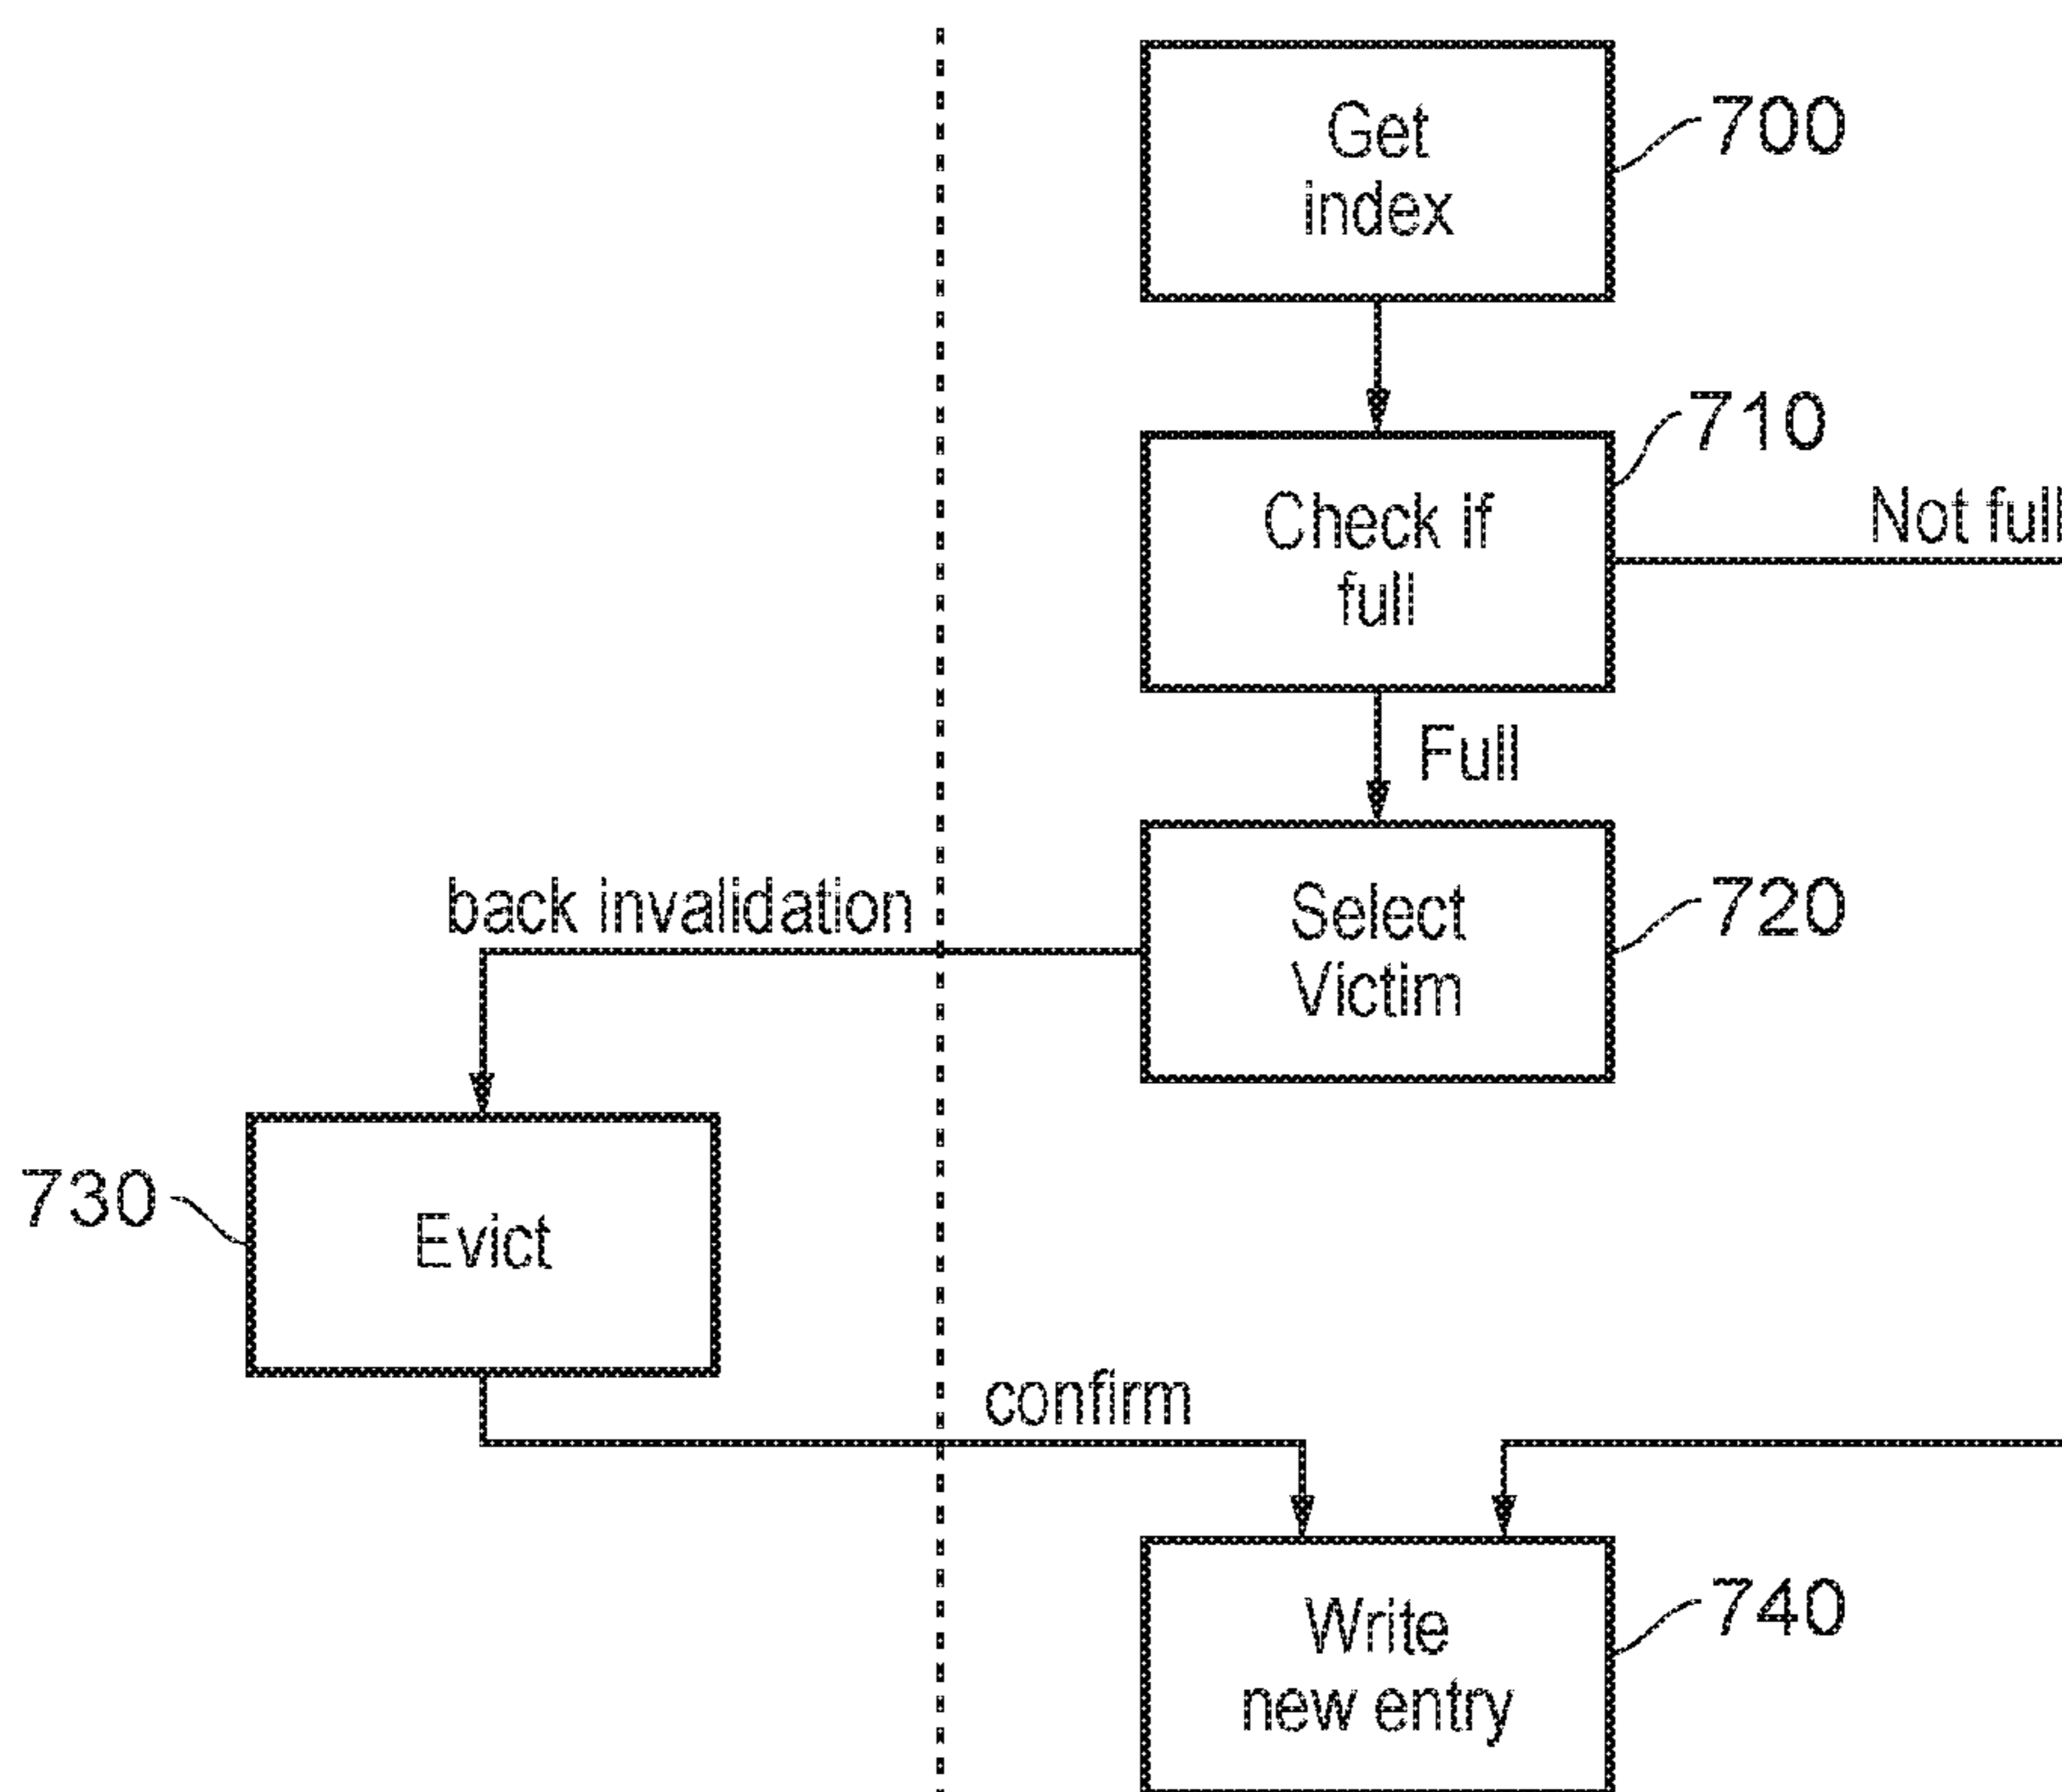 Get
index
700
710
Check if
full
Not full
Full
back invalidation
Select
Victim
720
730
Evict
confirm
Write
new entry
740